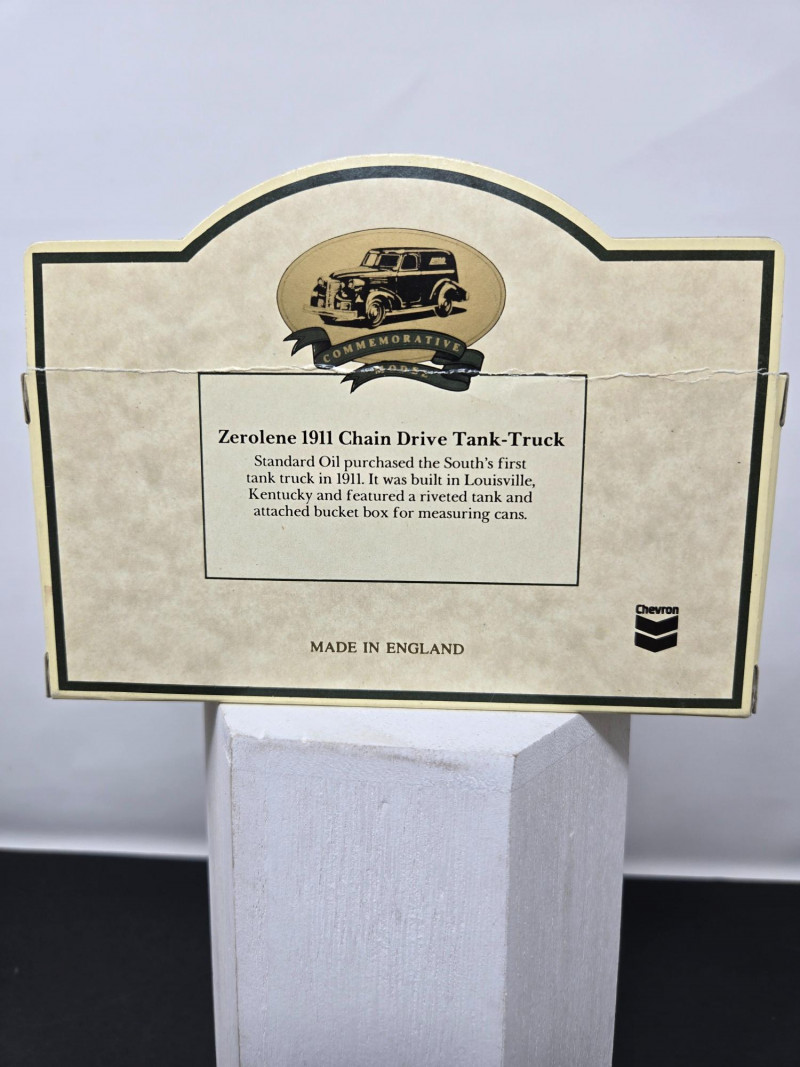 COMMEMORATIVE
MODEL
Zerolene 1911 Chain Drive Tank-Truck
Standard Oil purchased the South's first
tank truck in 1911. It was built in Louisville,
Kentucky and featured a riveted tank and
attached bucket box for measuring cans.
Chevron
MADE IN ENGLAND